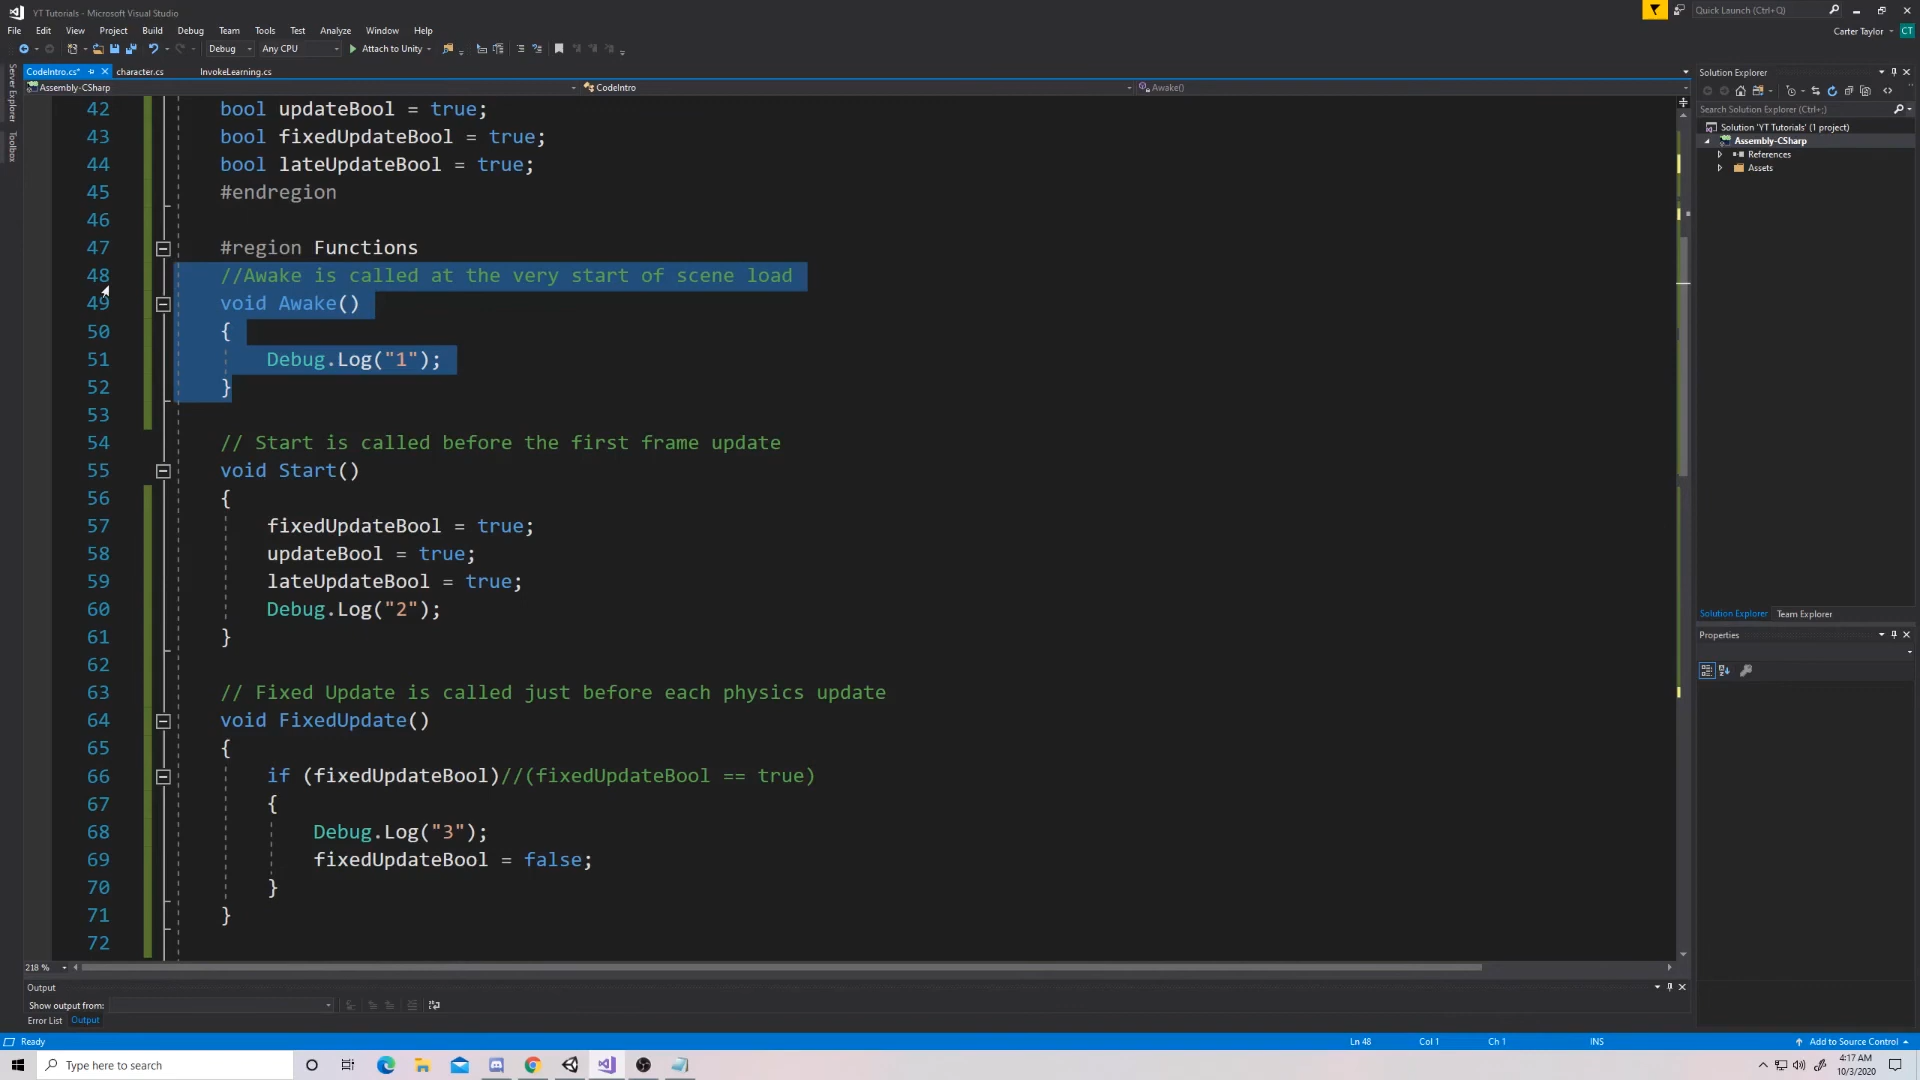 YT Tutorials - Microsoft Visual Studio
Quick Launch (Ctrl+Q)
File Edit View Project Build Debug Team Tools Test Analyze Window Help
Carter Taylor CT
Debug Any CPU Attach to Unity
CodeIntro.cs* character.cs InvokeLearning.cs
Assembly-CSharp CodeIntro Awake()
Server Explorer
Toolbox
42 bool updateBool = true;
43 bool fixedUpdateBool = true;
44 bool lateUpdateBool = true;
45 #endregion
46
47 #region Functions
48 //Awake is called at the very start of scene load
49 void Awake()
50 {
51 Debug.Log("1");
52 }
53
54 // Start is called before the first frame update
55 void Start()
56 {
57 fixedUpdateBool = true;
58 updateBool = true;
59 lateUpdateBool = true;
60 Debug.Log("2");
61 }
62
63 // Fixed Update is called just before each physics update
64 void FixedUpdate()
65 {
66 if (fixedUpdateBool)//(fixedUpdateBool == true)
67 {
68 Debug.Log("3");
69 fixedUpdateBool = false;
70 }
71 }
72
218 %
Solution Explorer
Search Solution Explorer (Ctrl+;)
Solution 'YT Tutorials' (1 project)
Assembly-CSharp
References
Assets
Solution Explorer Team Explorer
Properties
Output
Show output from:
Error List Output
Ready Ln 48 Col 1 Ch 1 INS Add to Source Control
Type here to search
4:17 AM
10/3/2020